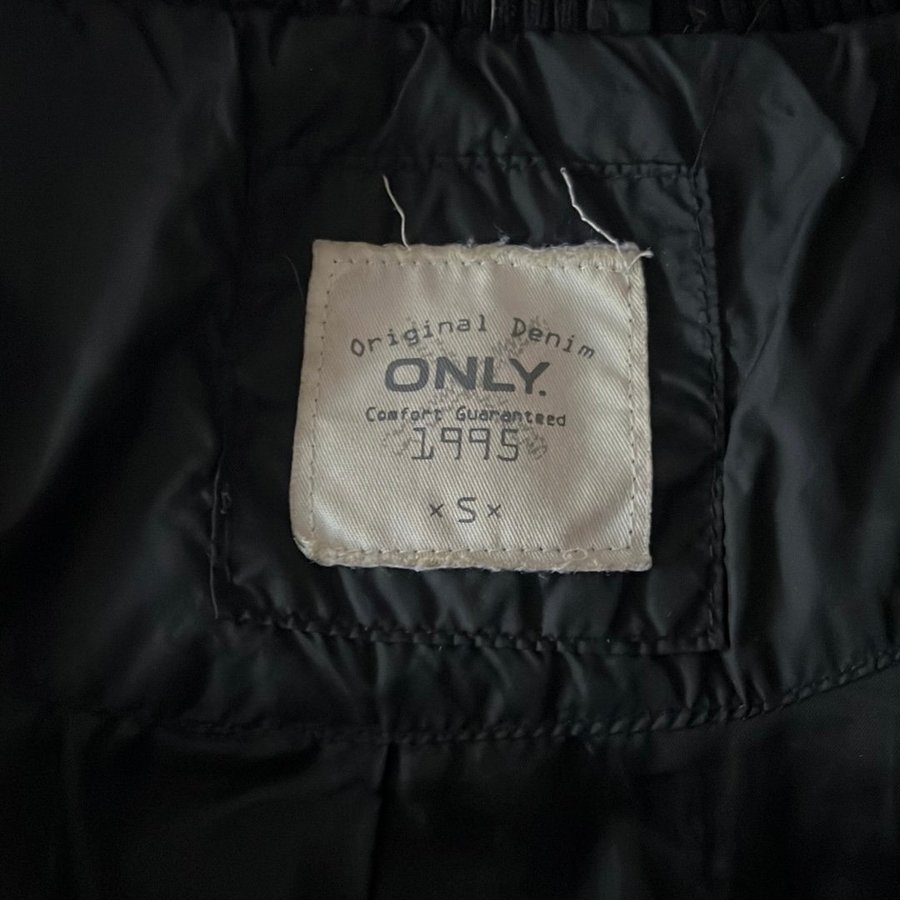 Original Denim
ONLY.
Comfort Guaranteed
1995
× S ×